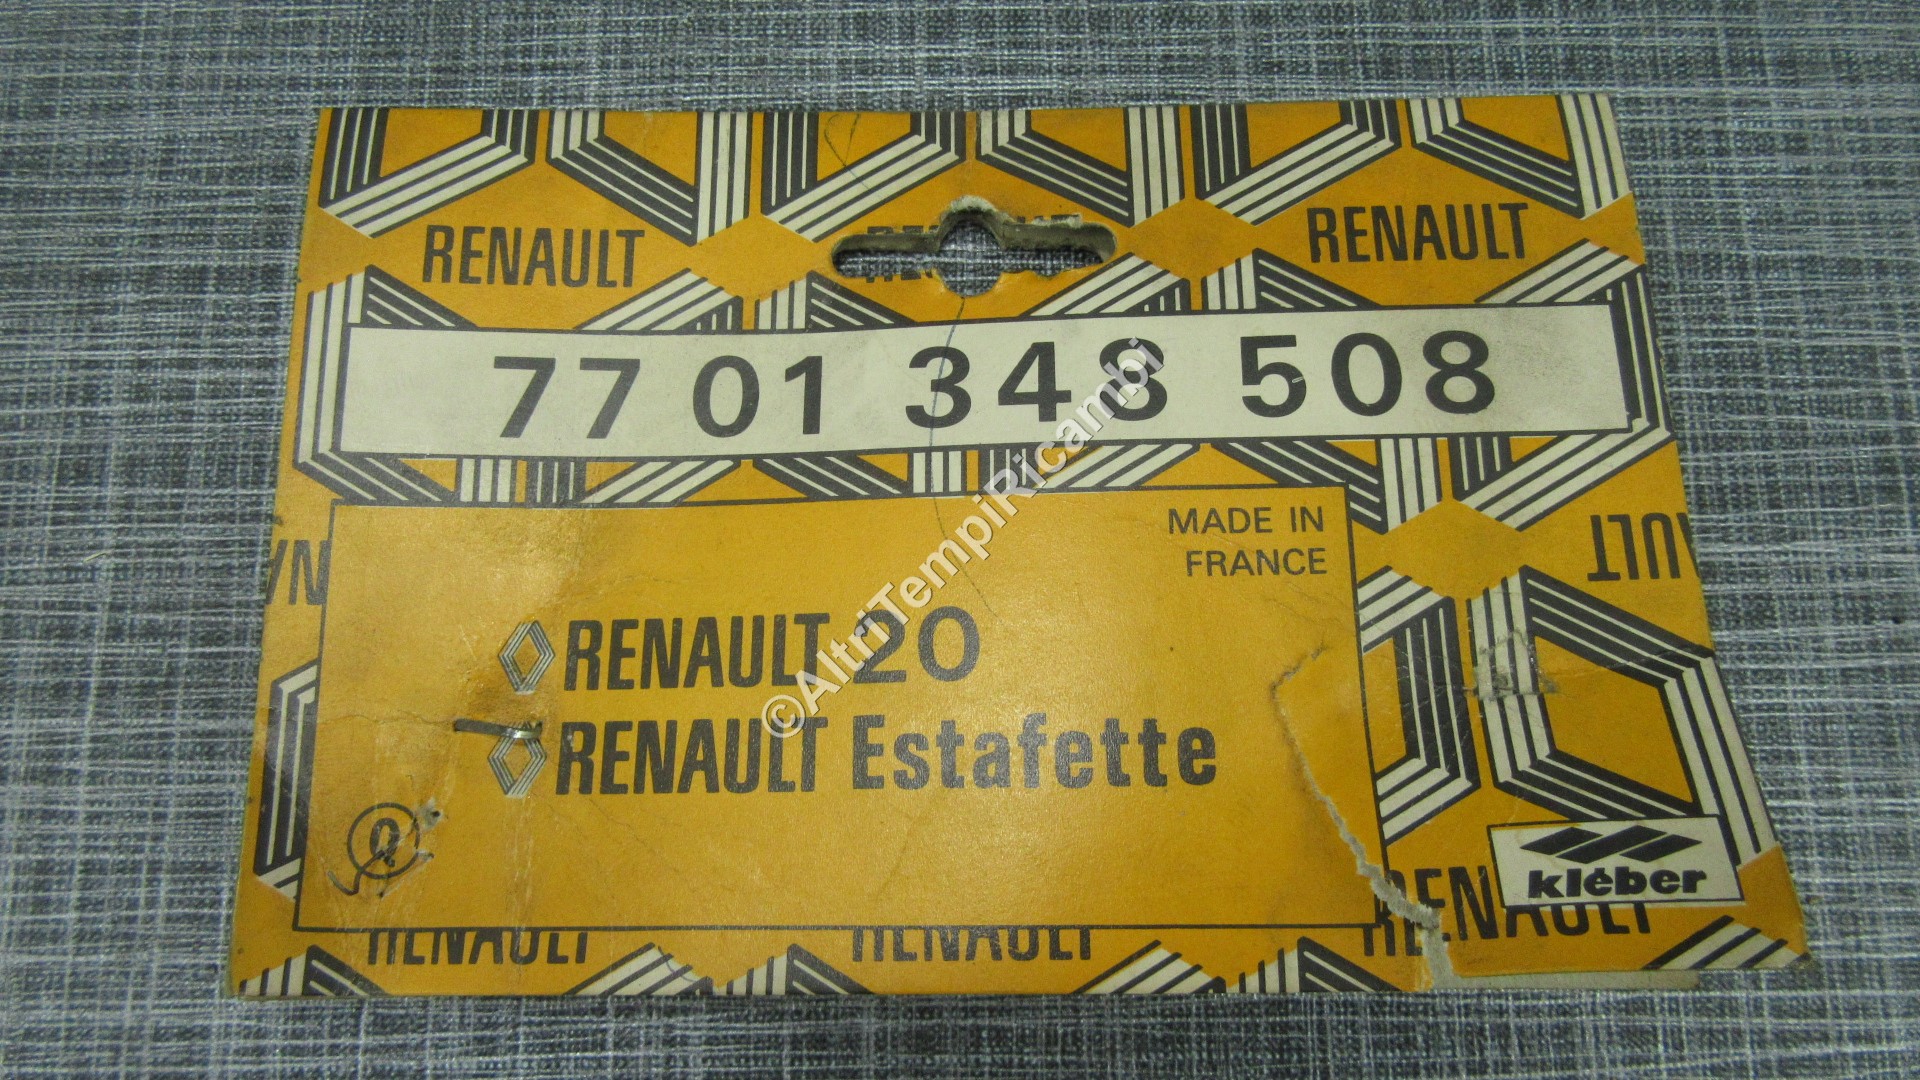 RENAULT
RENAULT
77 01 348 508
MADE IN
FRANCE
RENAULT 20
RENAULT Estafette
Q
kléber
RENAULT
RENAULT
RENAULT
©AltriTempiRicambi